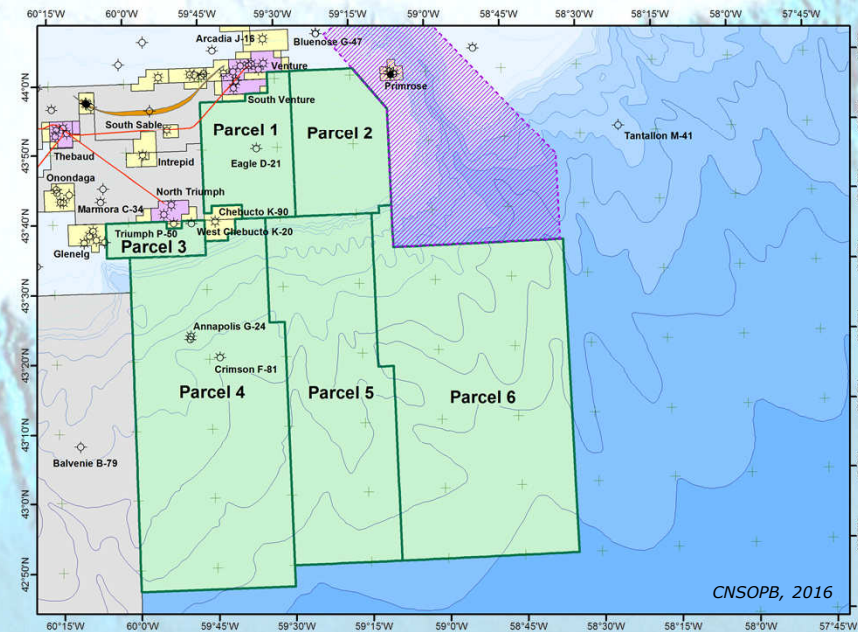 60°15'W 60°0'W 59°45'W 59°30'W 59°15'W 59°0'W 58°45'W 58°30'W 58°15'W 58°0'W 57°45'W
Arcadia J-16
Bluenose G-47
Venture
44°0'N
Primrose
South Venture
South Sable
Parcel 1
Parcel 2
Tantallon M-41
43°50'N
Thebaud
Intrepid
Eagle D-21
Onondaga
North Triumph
Marmora C-34
Chebucto K-90
43°40'N
Triumph P-50
West Chebucto K-20
Parcel 3
Glenelg
43°30'N
Annapolis G-24
43°20'N
Crimson F-81
Parcel 4
Parcel 5
Parcel 6
43°10'N
Balvenie B-79
43°0'N
42°50'N
CNSOPB, 2016
60°15'W 60°0'W 59°45'W 59°30'W 59°15'W 59°0'W 58°45'W 58°30'W 58°15'W 58°0'W 57°45'W